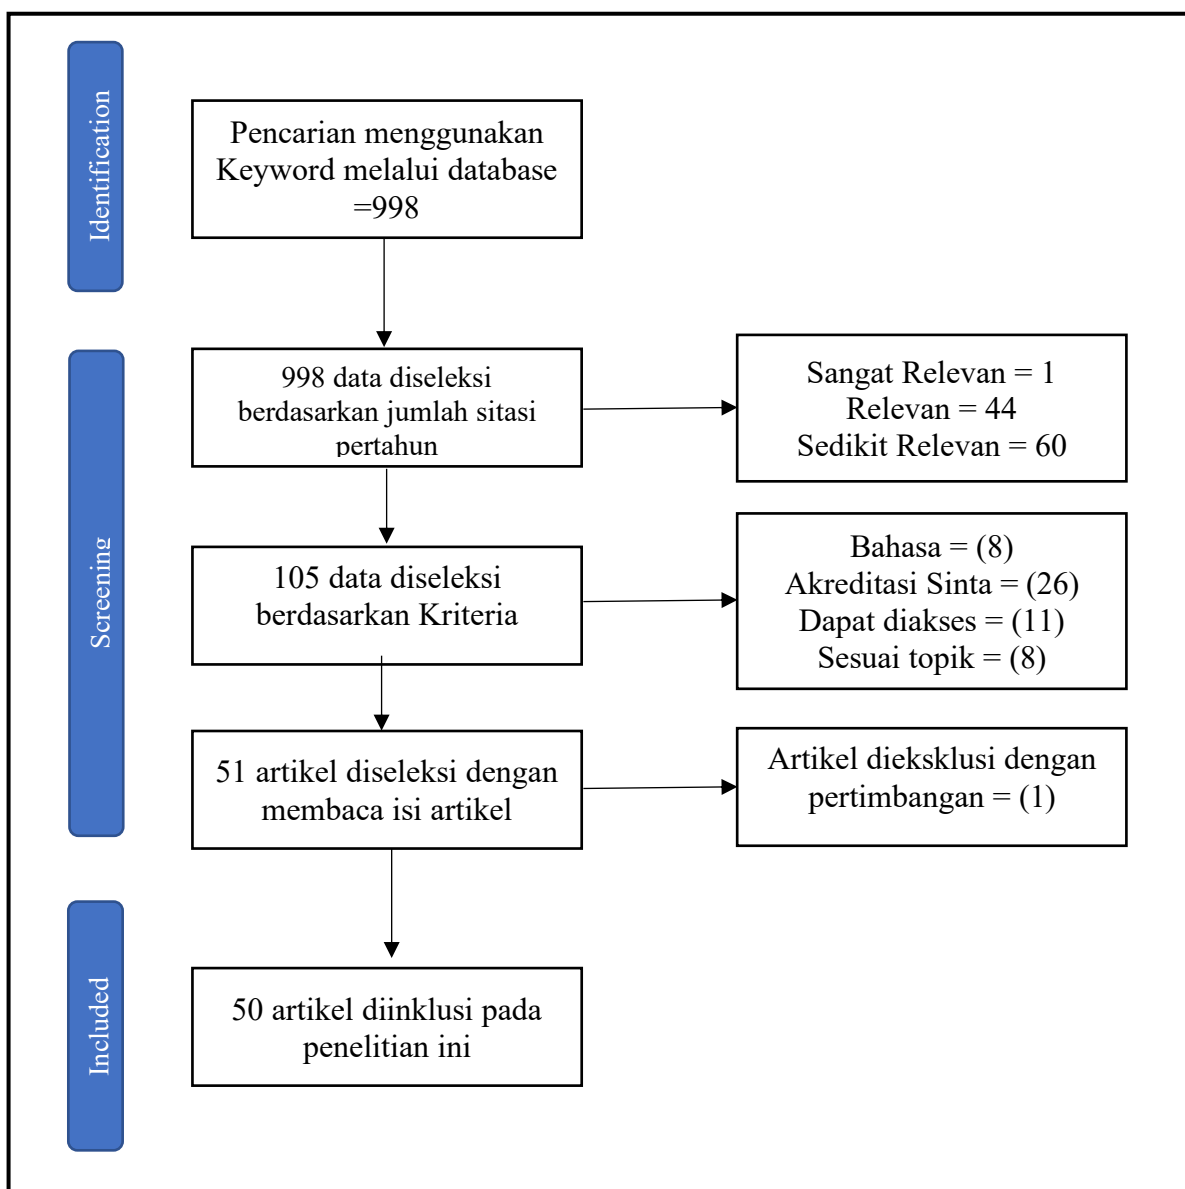 Identification
Pencarian menggunakan
Keyword melalui database
=998
Screening
998 data diseleksi
berdasarkan jumlah sitasi
pertahun
Sangat Relevan = 1
Relevan = 44
Sedikit Relevan = 60
105 data diseleksi
berdasarkan Kriteria
Bahasa = (8)
Akreditasi Sinta = (26)
Dapat diakses = (11)
Sesuai topik = (8)
51 artikel diseleksi dengan
membaca isi artikel
Artikel dieksklusi dengan
pertimbangan = (1)
Included
50 artikel diinklusi pada
penelitian ini